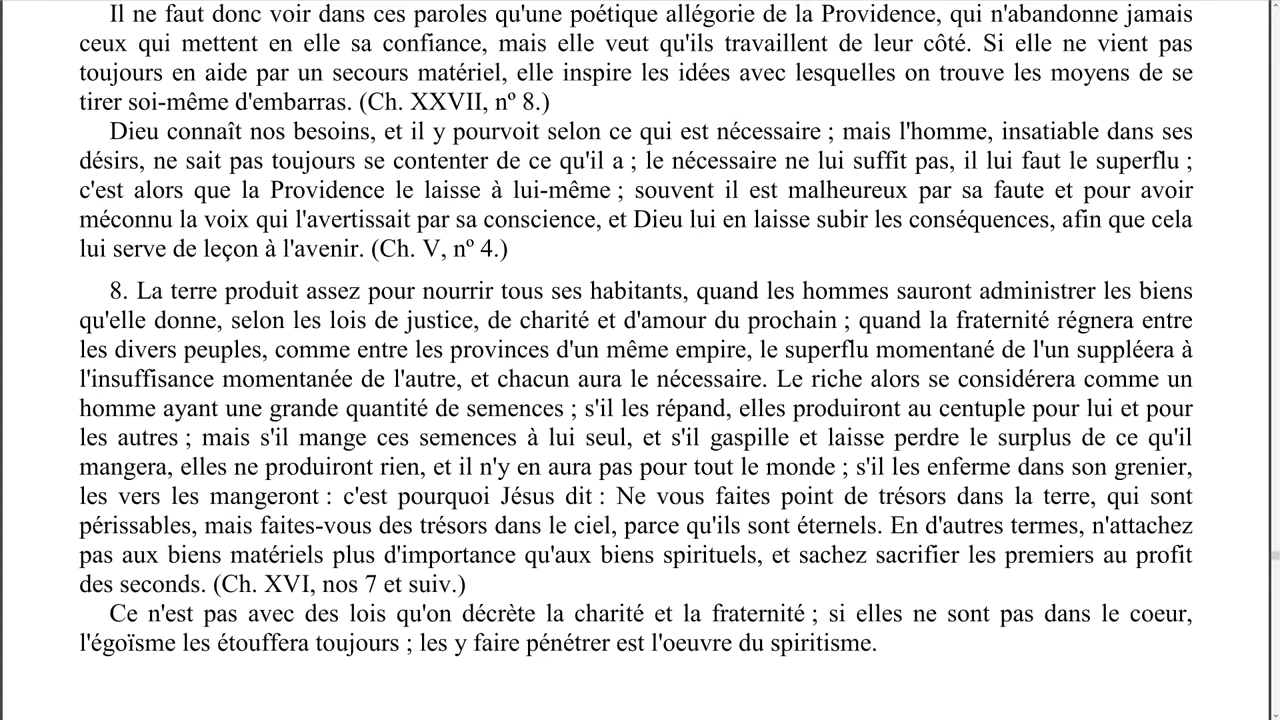 Il ne faut donc voir dans ces paroles qu'une poétique allégorie de la Providence, qui n'abandonne jamais
ceux qui mettent en elle sa confiance, mais elle veut qu'ils travaillent de leur côté. Si elle ne vient pas
toujours en aide par un secours matériel, elle inspire les idées avec lesquelles on trouve les moyens de se
tirer soi-même d'embarras. (Ch. XXVII, nº 8.)
Dieu connaît nos besoins, et il y pourvoit selon ce qui est nécessaire ; mais l'homme, insatiable dans ses
désirs, ne sait pas toujours se contenter de ce qu'il a ; le nécessaire ne lui suffit pas, il lui faut le superflu ;
c'est alors que la Providence le laisse à lui-même ; souvent il est malheureux par sa faute et pour avoir
méconnu la voix qui l'avertissait par sa conscience, et Dieu lui en laisse subir les conséquences, afin que cela
lui serve de leçon à l'avenir. (Ch. V, nº 4.)
8. La terre produit assez pour nourrir tous ses habitants, quand les hommes sauront administrer les biens
qu'elle donne, selon les lois de justice, de charité et d'amour du prochain ; quand la fraternité régnera entre
les divers peuples, comme entre les provinces d'un même empire, le superflu momentané de l'un suppléera à
l'insuffisance momentanée de l'autre, et chacun aura le nécessaire. Le riche alors se considérera comme un
homme ayant une grande quantité de semences ; s'il les répand, elles produiront au centuple pour lui et pour
les autres ; mais s'il mange ces semences à lui seul, et s'il gaspille et laisse perdre le surplus de ce qu'il
mangera, elles ne produiront rien, et il n'y en aura pas pour tout le monde ; s'il les enferme dans son grenier,
les vers les mangeront : c'est pourquoi Jésus dit : Ne vous faites point de trésors dans la terre, qui sont
périssables, mais faites-vous des trésors dans le ciel, parce qu'ils sont éternels. En d'autres termes, n'attachez
pas aux biens matériels plus d'importance qu'aux biens spirituels, et sachez sacrifier les premiers au profit
des seconds. (Ch. XVI, nos 7 et suiv.)
Ce n'est pas avec des lois qu'on décrète la charité et la fraternité ; si elles ne sont pas dans le coeur,
l'égoïsme les étouffera toujours ; les y faire pénétrer est l'oeuvre du spiritisme.